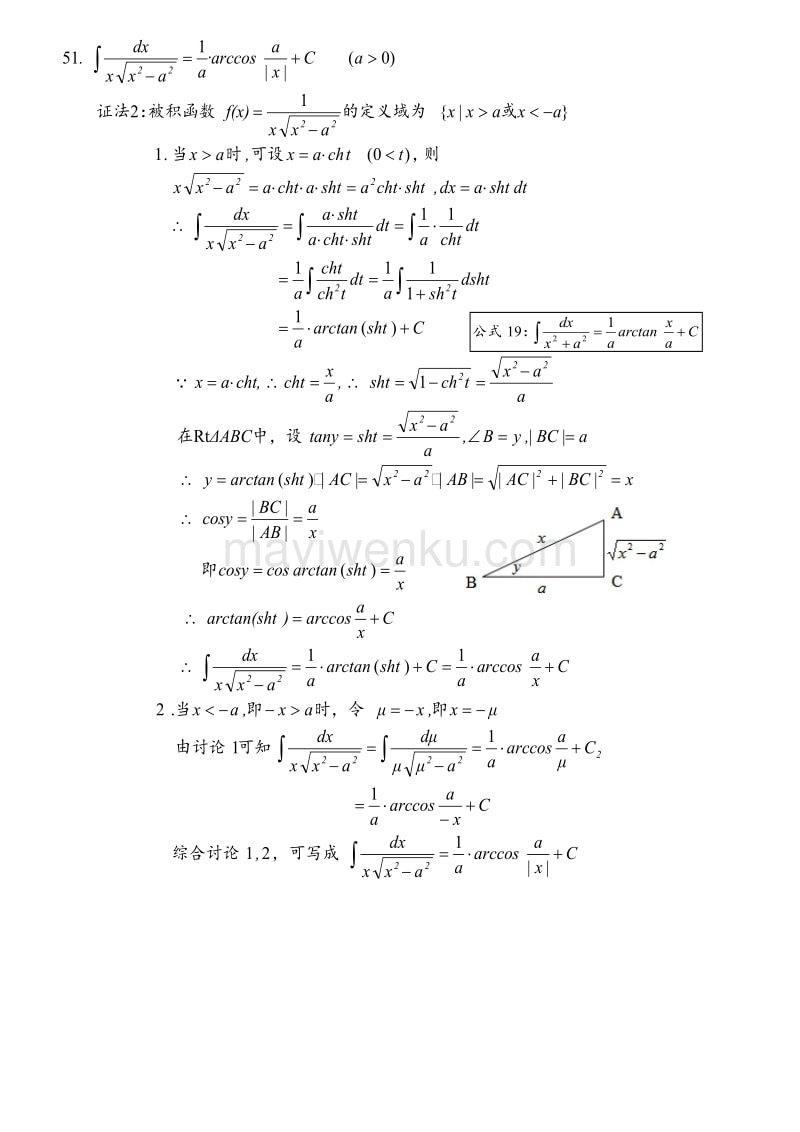 51. ∫ dx / (x√(x²−a²)) = 1/a · arccos a/|x| + C (a > 0)
证法2：被积函数 f(x) = 1 / (x√(x²−a²)) 的定义域为 {x | x > a或x < −a}
1.当x > a时,可设x = a·ch t (0 < t), 则
x√(x²−a²) = a·cht·a·sht = a²cht·sht ,dx = a·sht dt
∴ ∫ dx / (x√(x²−a²)) = ∫ a·sht / (a·cht·sht) dt = ∫ 1/a · 1/cht dt
= 1/a ∫ cht / ch²t dt = 1/a ∫ 1 / (1+sh²t) dsht
= 1/a · arctan (sht ) + C
公式 19: ∫ dx / (x²+a²) = 1/a arctan x/a + C
∵ x = a·cht, ∴ cht = x/a , ∴ sht = √(1−ch²t) = √(x²−a²) / a
在RtΔABC中，设 tany = sht = √(x²−a²) / a ,∠B = y ,| BC |= a
∴ y = arctan (sht )□| AC |= √(x²−a²)□| AB |= √(| AC |²+| BC |²) = x
∴ cosy = | BC | / | AB | = a/x
即cosy = cos arctan (sht ) = a/x
∴ arctan(sht ) = arccos a/x + C
A
x
√(x²−a²)
y
B
a
C
mayiwenku.com
∴ ∫ dx / (x√(x²−a²)) = 1/a · arctan (sht ) + C = 1/a · arccos a/x + C
2 .当x < −a ,即 − x > a时，令 μ = −x ,即x = −μ
由讨论 1可知 ∫ dx / (x√(x²−a²)) = ∫ dμ / (μ√(μ²−a²)) = 1/a · arccos a/μ + C₂
= 1/a · arccos a/−x + C
综合讨论 1,2，可写成 ∫ dx / (x√(x²−a²)) = 1/a · arccos a/|x| + C